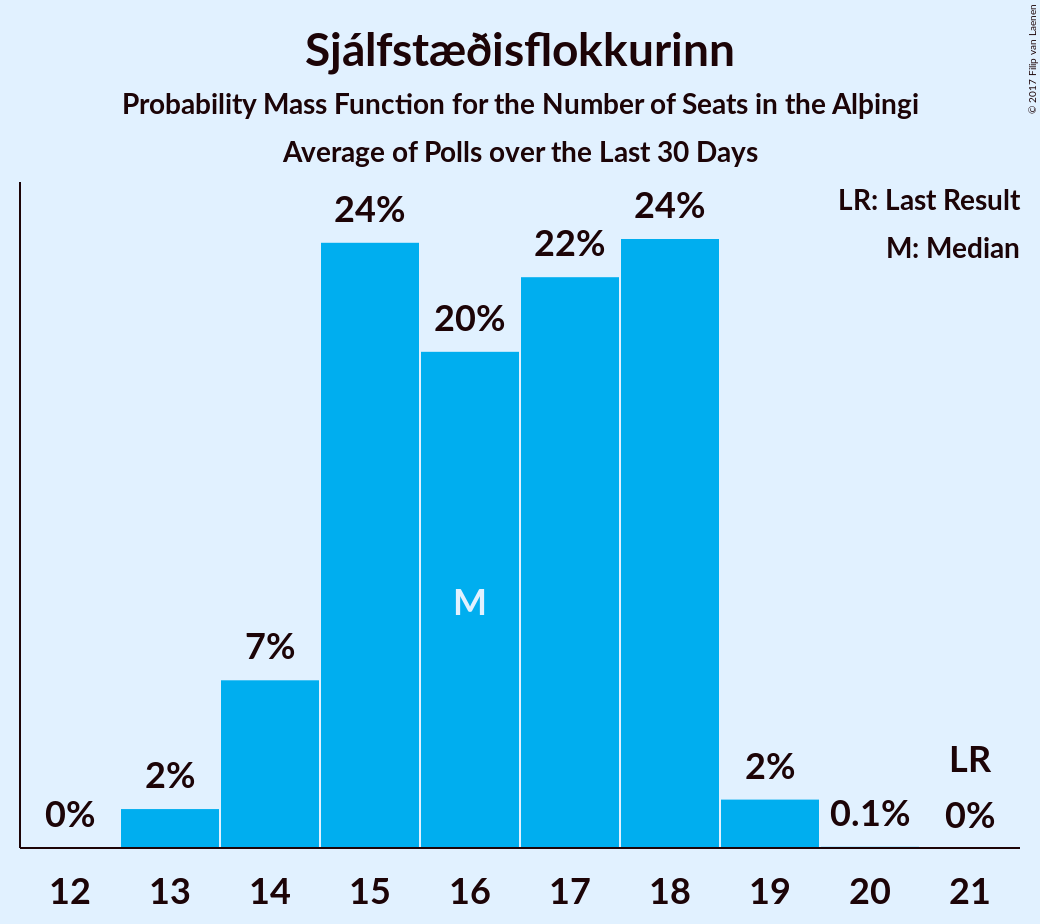 Sjálfstæðisflokkurinn
Probability Mass Function for the Number of Seats in the Alþingi
Average of Polls over the Last 30 Days
© 2017 Filip van Laenen
LR: Last Result
M: Median
0%
2%
7%
24%
20%
22%
24%
2%
0.1%
LR
0%
M
12 13 14 15 16 17 18 19 20 21